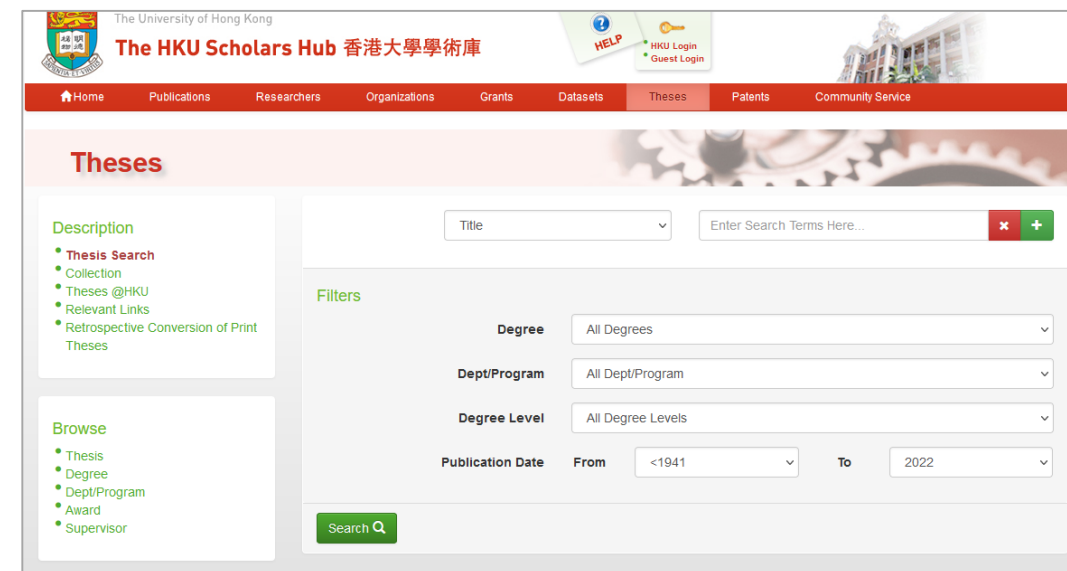 The University of Hong Kong
The HKU Scholars Hub 香港大學學術庫
HELP
HKU Login
Guest Login
Home Publications Researchers Organizations Grants Datasets Theses Patents Community Service
Theses
Description
Thesis Search
Collection
Theses @HKU
Relevant Links
Retrospective Conversion of Print
Theses
Browse
Thesis
Degree
Dept/Program
Award
Supervisor
Title Enter Search Terms Here...
Filters
Degree All Degrees
Dept/Program All Dept/Program
Degree Level All Degree Levels
Publication Date From <1941 To 2022
Search